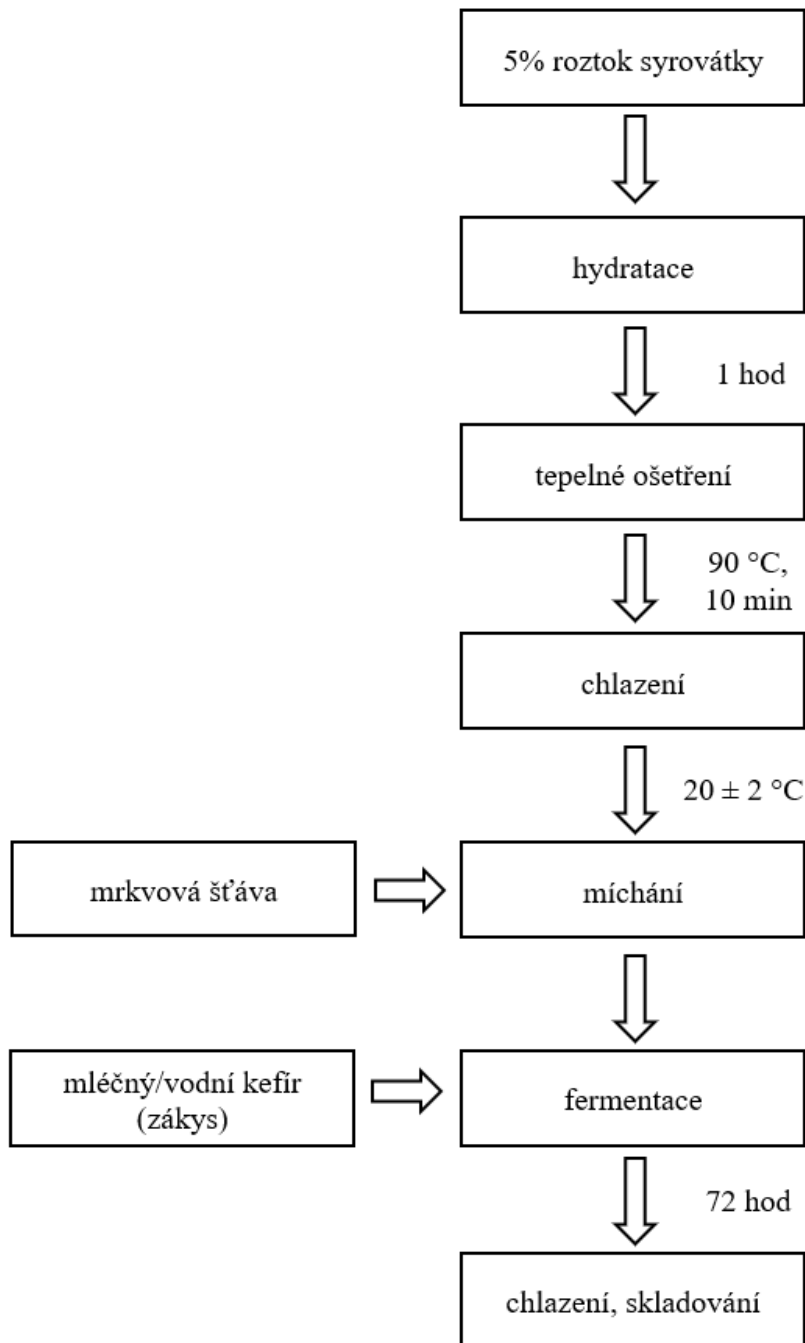 5% roztok syrovátky
hydratace
1 hod
tepelné ošetření
90 °C,
10 min
chlazení
20 ± 2 °C
mrkvová šťáva
míchání
mléčný/vodní kefír
(zákys)
fermentace
72 hod
chlazení, skladování